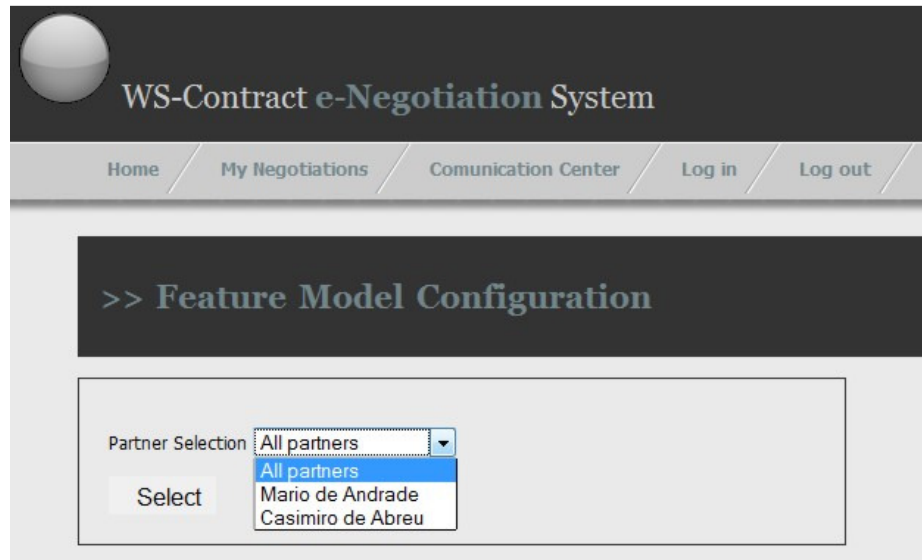 WS-Contract e-Negotiation System
Home My Negotiations Comunication Center Log in Log out
>> Feature Model Configuration
Partner Selection All partners
All partners
Mario de Andrade
Casimiro de Abreu
Select